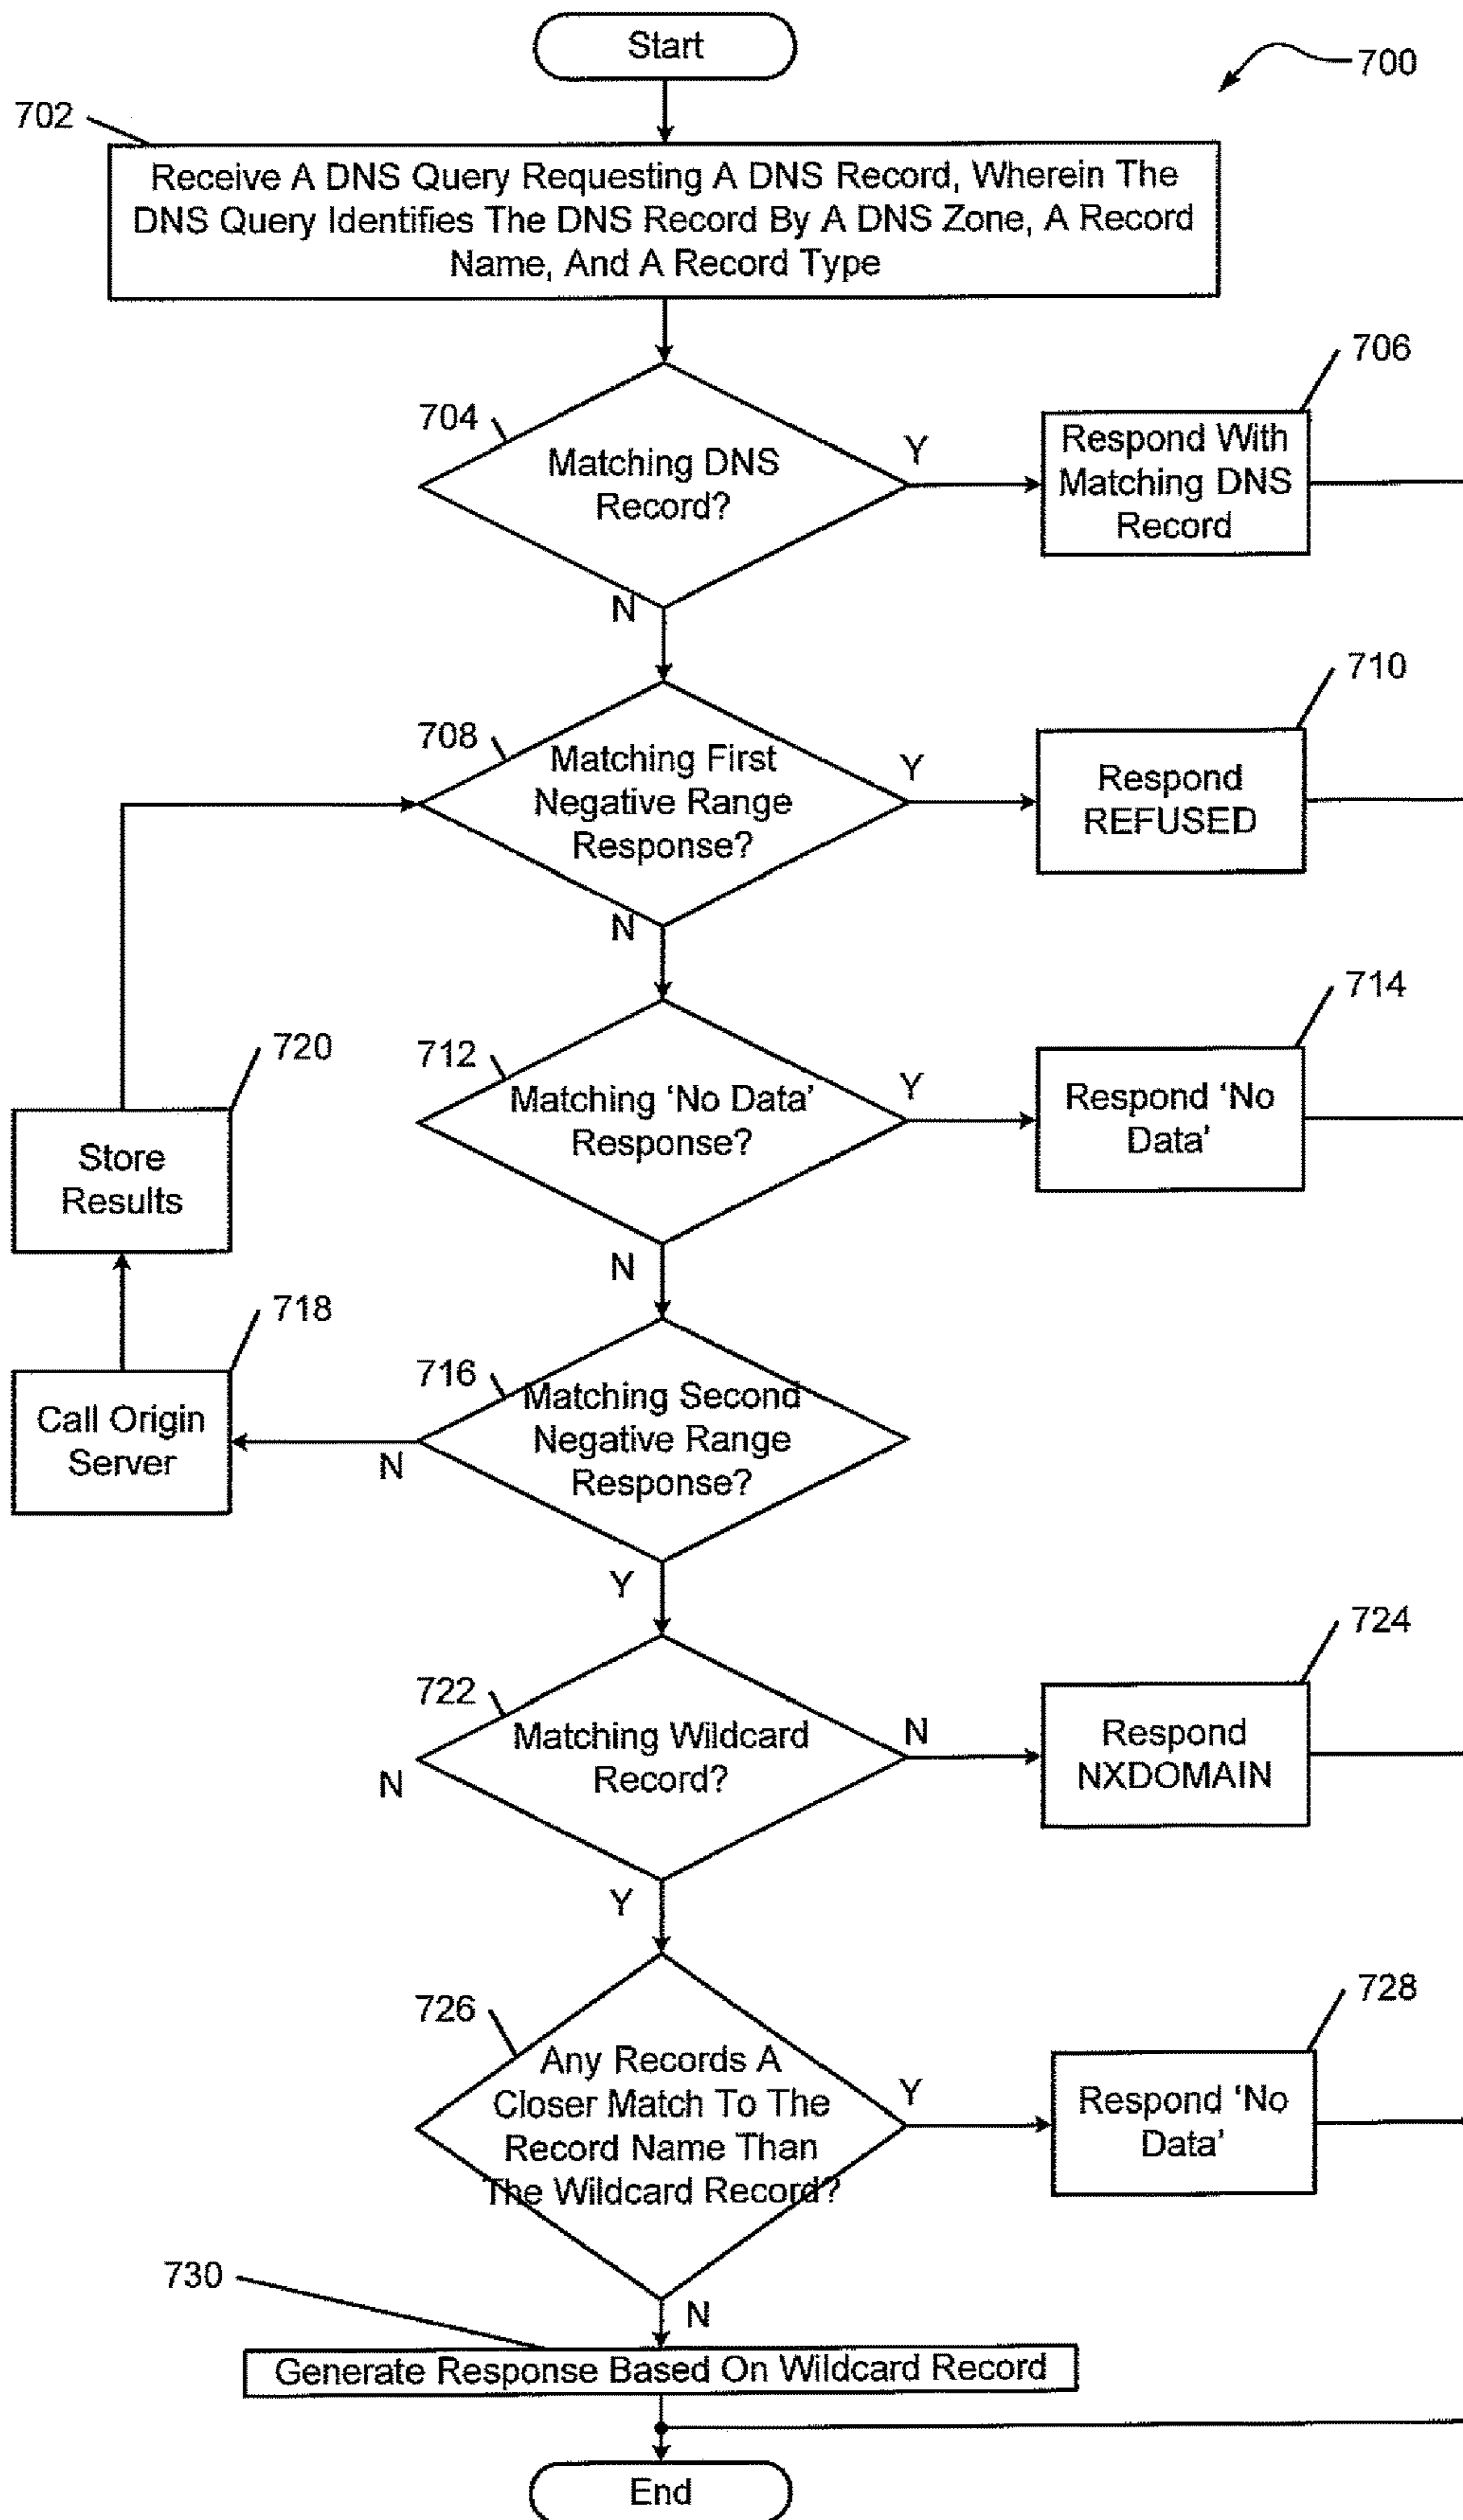 Start
700
702
Receive A DNS Query Requesting A DNS Record, Wherein The
DNS Query Identifies The DNS Record By A DNS Zone, A Record
Name, And A Record Type
704
Matching DNS
Record?
Y
N
706
Respond With
Matching DNS
Record
708
Matching First
Negative Range
Response?
Y
N
710
Respond
REFUSED
712
Matching ‘No Data’
Response?
Y
N
714
Respond ‘No
Data’
720
Store
Results
718
Call Origin
Server
716
Matching Second
Negative Range
Response?
N
Y
722
Matching Wildcard
Record?
N
N
Y
724
Respond
NXDOMAIN
726
Any Records A
Closer Match To The
Record Name Than
The Wildcard Record?
Y
N
728
Respond ‘No
Data’
730
Generate Response Based On Wildcard Record
End